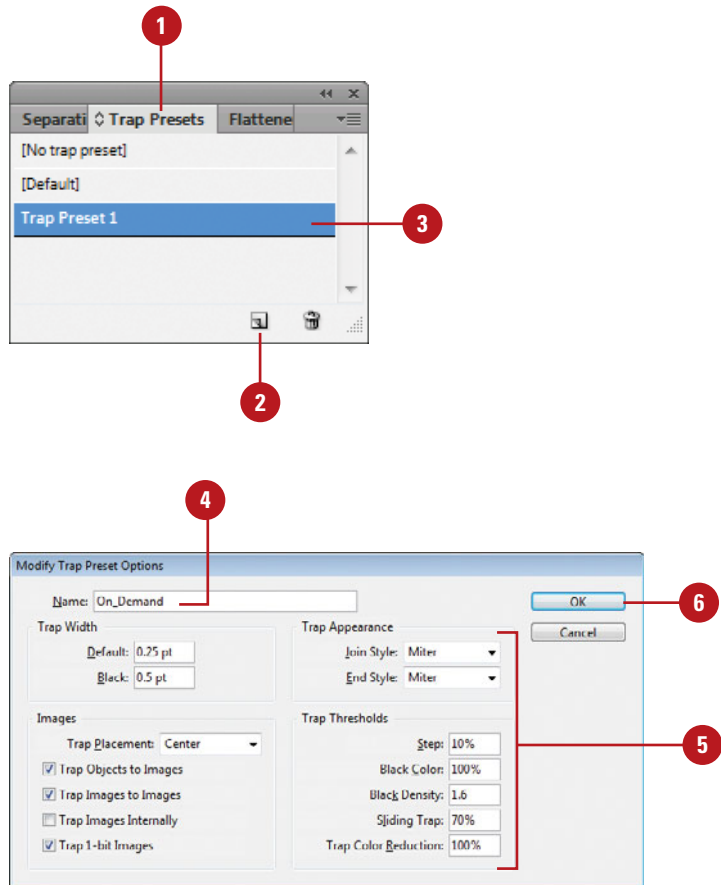 1
Separati Trap Presets Flattene
[No trap preset]
[Default]
Trap Preset 1
3
2
4
Modify Trap Preset Options
Name: On_Demand
OK
6
Trap Width
Trap Appearance
Cancel
Default: 0.25 pt
Join Style: Miter
Black: 0.5 pt
End Style: Miter
Images
Trap Thresholds
Trap Placement: Center
Step: 10%
5
Trap Objects to Images
Black Color: 100%
Trap Images to Images
Black Density: 1.6
Trap Images Internally
Sliding Trap: 70%
Trap 1-bit Images
Trap Color Reduction: 100%